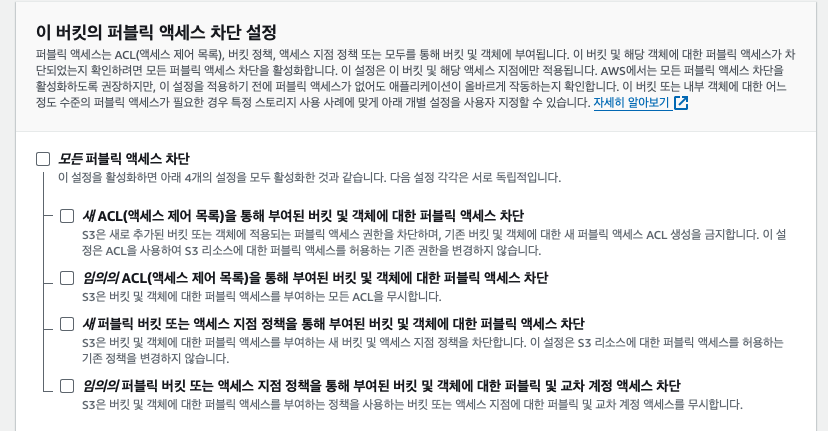 이 버킷의 퍼블릭 액세스 차단 설정
퍼블릭 액세스는 ACL(액세스 제어 목록), 버킷 정책, 액세스 지점 정책 또는 모두를 통해 버킷 및 객체에 부여됩니다. 이 버킷 및 해당 객체에 대한 퍼블릭 액세스가 차
단되었는지 확인하려면 모든 퍼블릭 액세스 차단을 활성화합니다. 이 설정은 이 버킷 및 해당 액세스 지점에만 적용됩니다. AWS에서는 모든 퍼블릭 액세스 차단을
활성화하도록 권장하지만, 이 설정을 적용하기 전에 퍼블릭 액세스가 없어도 애플리케이션이 올바르게 작동하는지 확인합니다. 이 버킷 또는 내부 객체에 대한 어느
정도 수준의 퍼블릭 액세스가 필요한 경우 특정 스토리지 사용 사례에 맞게 아래 개별 설정을 사용자 지정할 수 있습니다. 자세히 알아보기
모든 퍼블릭 액세스 차단
이 설정을 활성화하면 아래 4개의 설정을 모두 활성화한 것과 같습니다. 다음 설정 각각은 서로 독립적입니다.
새 ACL(액세스 제어 목록)을 통해 부여된 버킷 및 객체에 대한 퍼블릭 액세스 차단
S3은 새로 추가된 버킷 또는 객체에 적용되는 퍼블릭 액세스 권한을 차단하며, 기존 버킷 및 객체에 대한 새 퍼블릭 액세스 ACL 생성을 금지합니다. 이 설
정은 ACL을 사용하여 S3 리소스에 대한 퍼블릭 액세스를 허용하는 기존 권한을 변경하지 않습니다.
임의의 ACL(액세스 제어 목록)을 통해 부여된 버킷 및 객체에 대한 퍼블릭 액세스 차단
S3은 버킷 및 객체에 대한 퍼블릭 액세스를 부여하는 모든 ACL을 무시합니다.
새 퍼블릭 버킷 또는 액세스 지점 정책을 통해 부여된 버킷 및 객체에 대한 퍼블릭 액세스 차단
S3은 버킷 및 객체에 대한 퍼블릭 액세스를 부여하는 새 버킷 및 액세스 지점 정책을 차단합니다. 이 설정은 S3 리소스에 대한 퍼블릭 액세스를 허용하는
기존 정책을 변경하지 않습니다.
임의의 퍼블릭 버킷 또는 액세스 지점 정책을 통해 부여된 버킷 및 객체에 대한 퍼블릭 및 교차 계정 액세스 차단
S3은 버킷 및 객체에 대한 퍼블릭 액세스를 부여하는 정책을 사용하는 버킷 또는 액세스 지점에 대한 퍼블릭 및 교차 계정 액세스를 무시합니다.